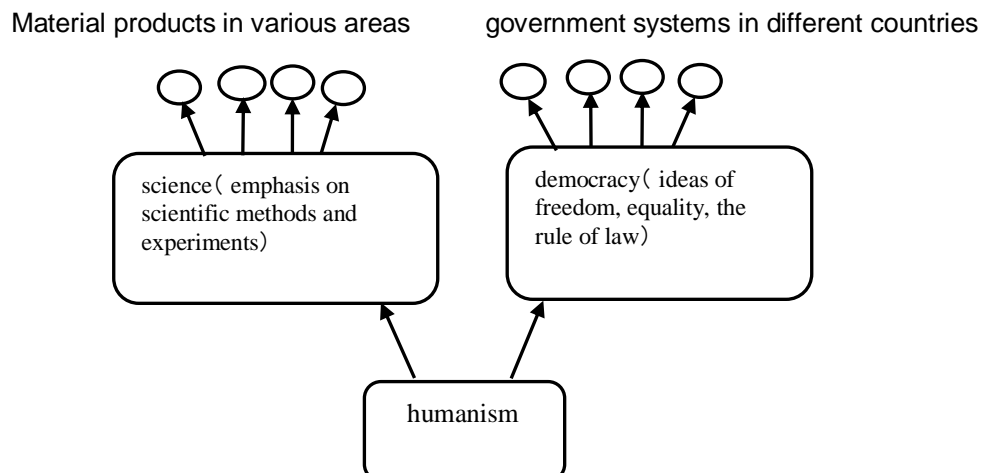 Material products in various areas
government systems in different countries
science（ emphasis on
scientific methods and
experiments）
democracy（ ideas of
freedom, equality, the
rule of law）
humanism